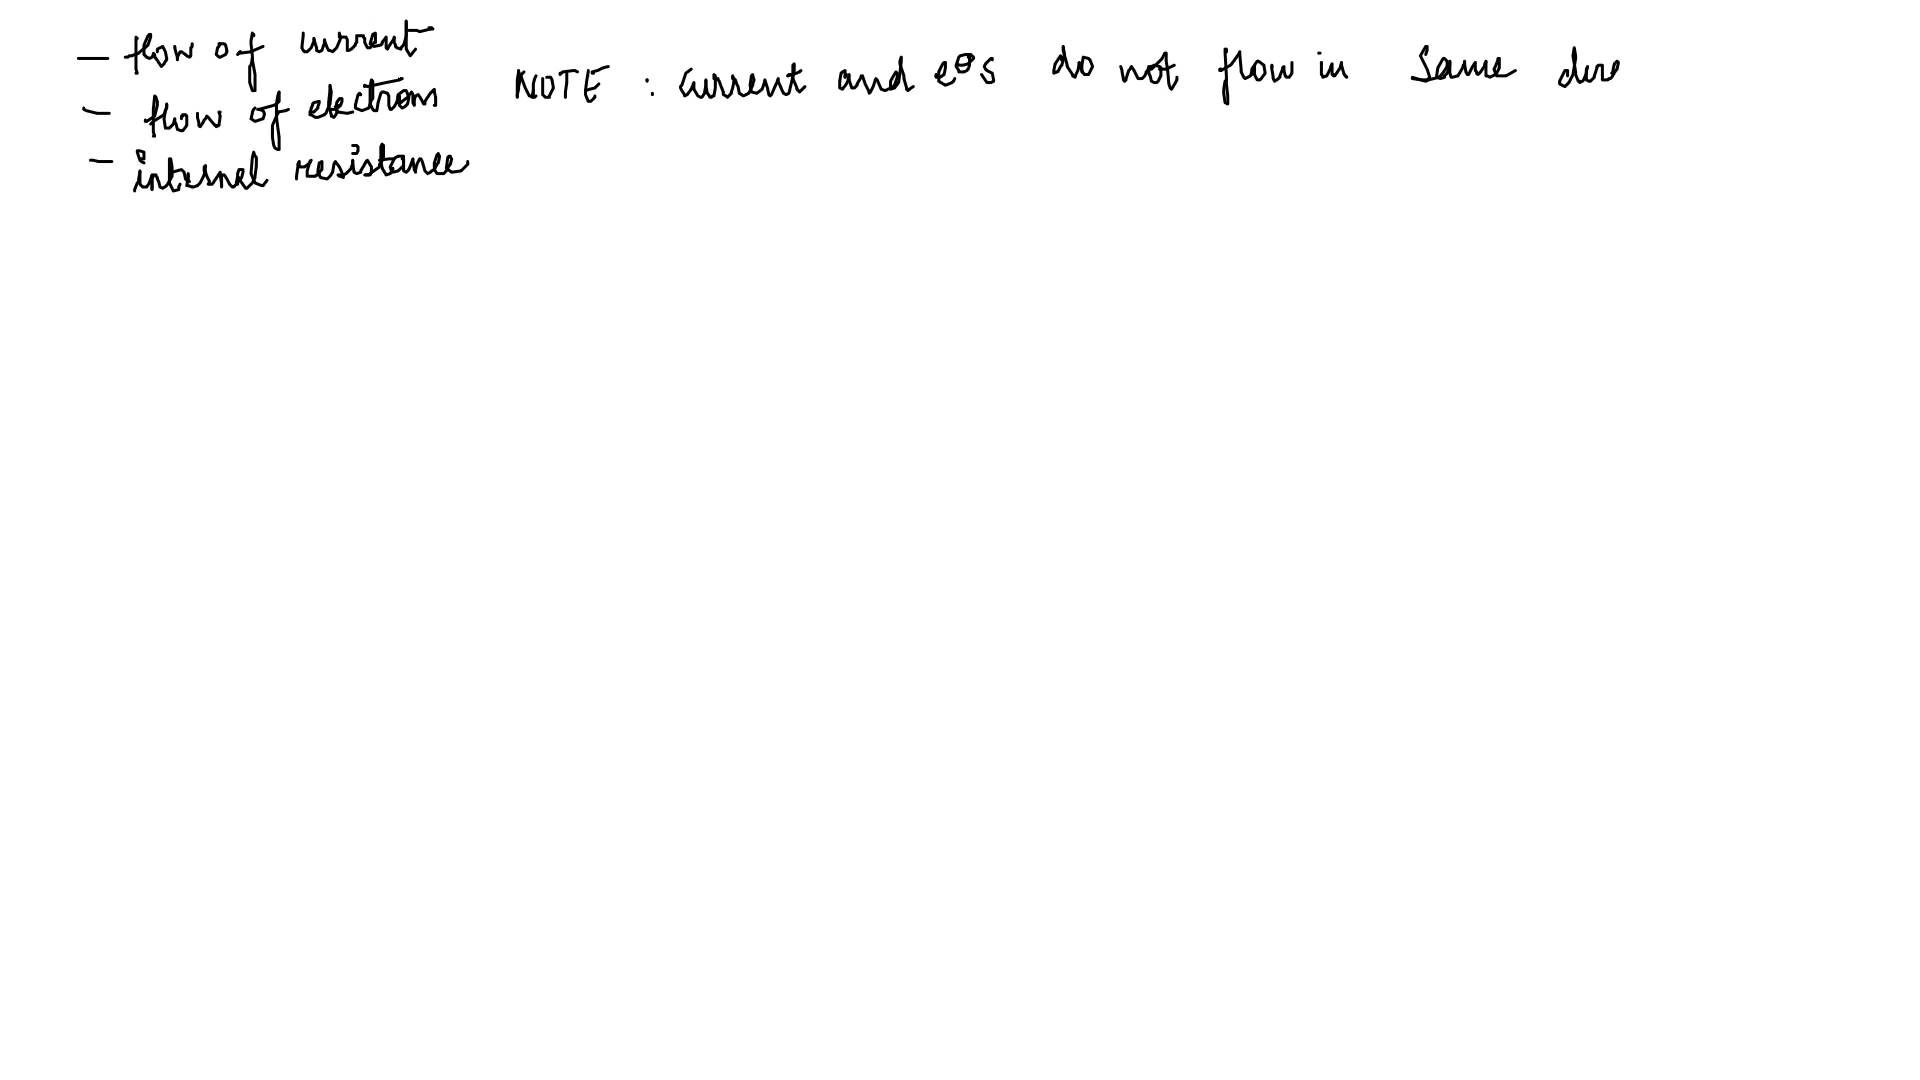 — flow of current
— flow of electrons
— internal resistance
NOTE : current and e⊖s do not flow in same dire